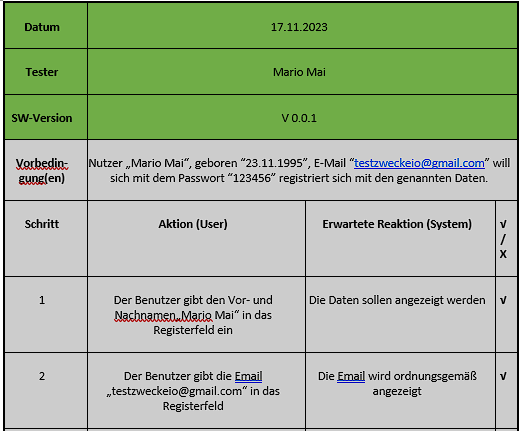 Datum 17.11.2023
Tester Mario Mai
SW-Version V 0.0.1
Vorbedin-
gung(en)
Nutzer „Mario Mai“, geboren “23.11.1995”, E-Mail “testzweckeio@gmail.com” will
sich mit dem Passwort “123456” registriert sich mit den genannten Daten.
Schritt Aktion (User) Erwartete Reaktion (System) √
/
X
1 Der Benutzer gibt den Vor- und Die Daten sollen angezeigt werden √
Nachnamen„Mario Mai“ in das
Registerfeld ein
2 Der Benutzer gibt die Email Die Email wird ordnungsgemäß √
„testzweckeio@gmail.com“ in das angezeigt
Registerfeld